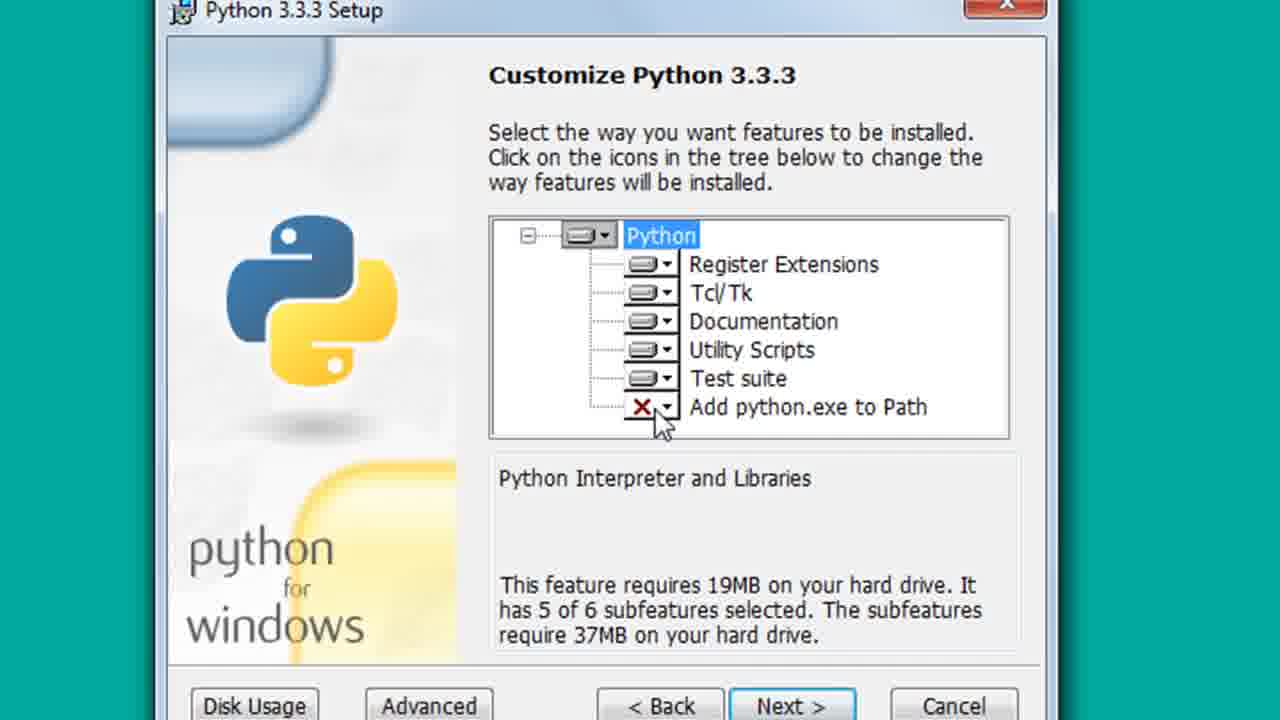 Python 3.3.3 Setup
Customize Python 3.3.3
Select the way you want features to be installed.
Click on the icons in the tree below to change the
way features will be installed.
Python
Register Extensions
Tcl/Tk
Documentation
Utility Scripts
Test suite
Add python.exe to Path
Python Interpreter and Libraries
This feature requires 19MB on your hard drive. It
has 5 of 6 subfeatures selected. The subfeatures
require 37MB on your hard drive.
python
for
windows
Disk Usage
Advanced
< Back
Next >
Cancel